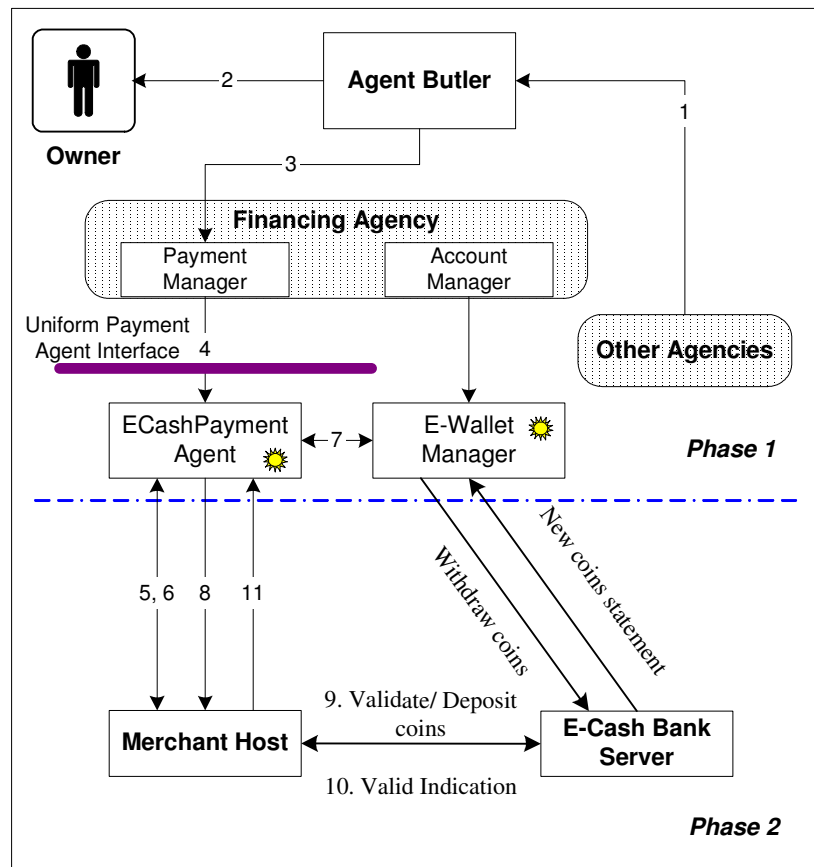 2
Agent Butler
1
Owner
3
Financing Agency
Payment
Manager
Account
Manager
Uniform Payment
Agent Interface
4
Other Agencies
ECashPayment
Agent
7
E-Wallet
Manager
Phase 1
5, 6
8
11
Withdraw coins
New coins statement
9. Validate/ Deposit
coins
Merchant Host
E-Cash Bank
Server
10. Valid Indication
Phase 2